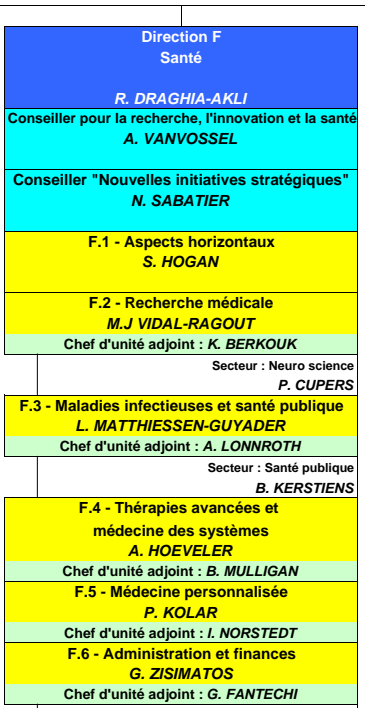 Direction F
Santé
R. DRAGHIA-AKLI
Conseiller pour la recherche, l'innovation et la santé
A. VANVOSSEL
Conseiller "Nouvelles initiatives stratégiques"
N. SABATIER
F.1 - Aspects horizontaux
S. HOGAN
F.2 - Recherche médicale
M.J VIDAL-RAGOUT
Chef d'unité adjoint : K. BERKOUK
Secteur : Neuro science
P. CUPERS
F.3 - Maladies infectieuses et santé publique
L. MATTHIESSEN-GUYADER
Chef d'unité adjoint : A. LONNROTH
Secteur : Santé publique
B. KERSTIENS
F.4 - Thérapies avancées et
médecine des systèmes
A. HOEVELER
Chef d'unité adjoint : B. MULLIGAN
F.5 - Médecine personnalisée
P. KOLAR
Chef d'unité adjoint : I. NORSTEDT
F.6 - Administration et finances
G. ZISIMATOS
Chef d'unité adjoint : G. FANTECHI